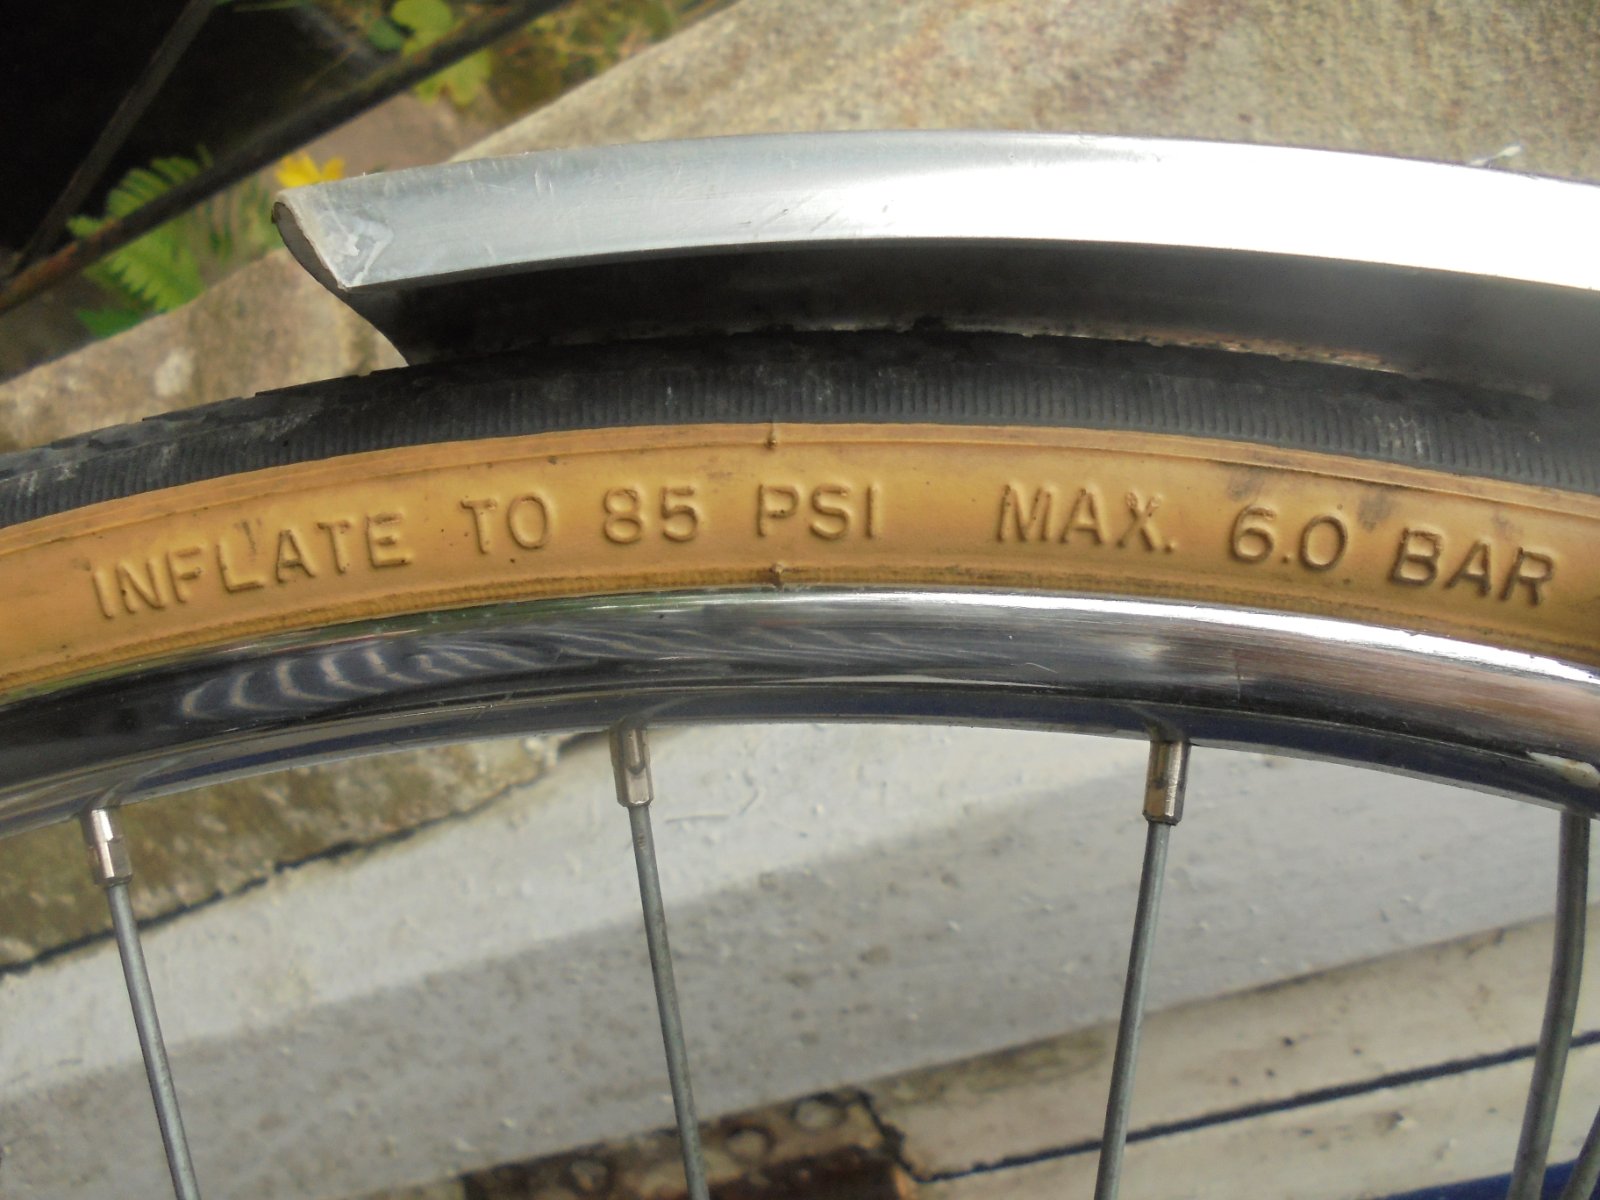 INFLATE TO 85 PSI MAX. 6.0 BAR